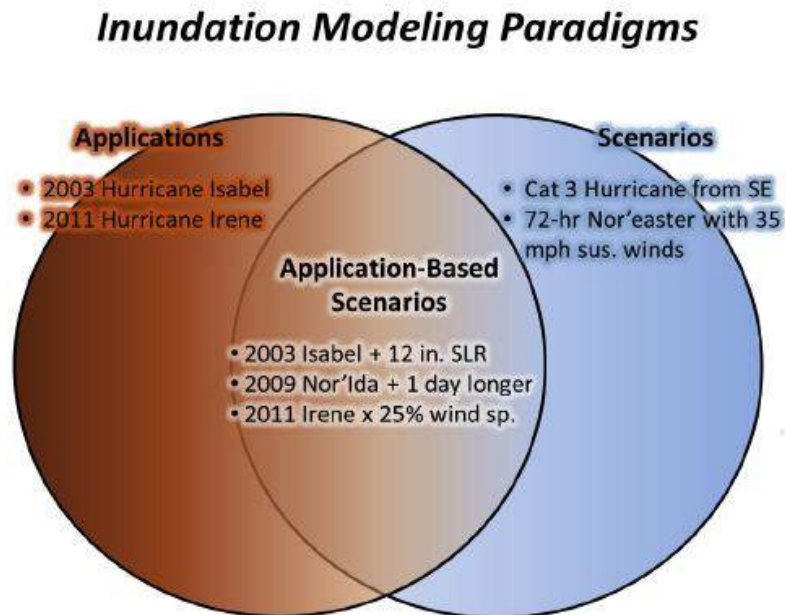 Inundation Modeling Paradigms
Applications
• 2003 Hurricane Isabel
• 2011 Hurricane Irene
Scenarios
• Cat 3 Hurricane from SE
• 72-hr Nor'easter with 35
mph sus. winds
Application-Based
Scenarios
• 2003 Isabel + 12 in. SLR
• 2009 Nor'Ida + 1 day longer
• 2011 Irene x 25% wind sp.